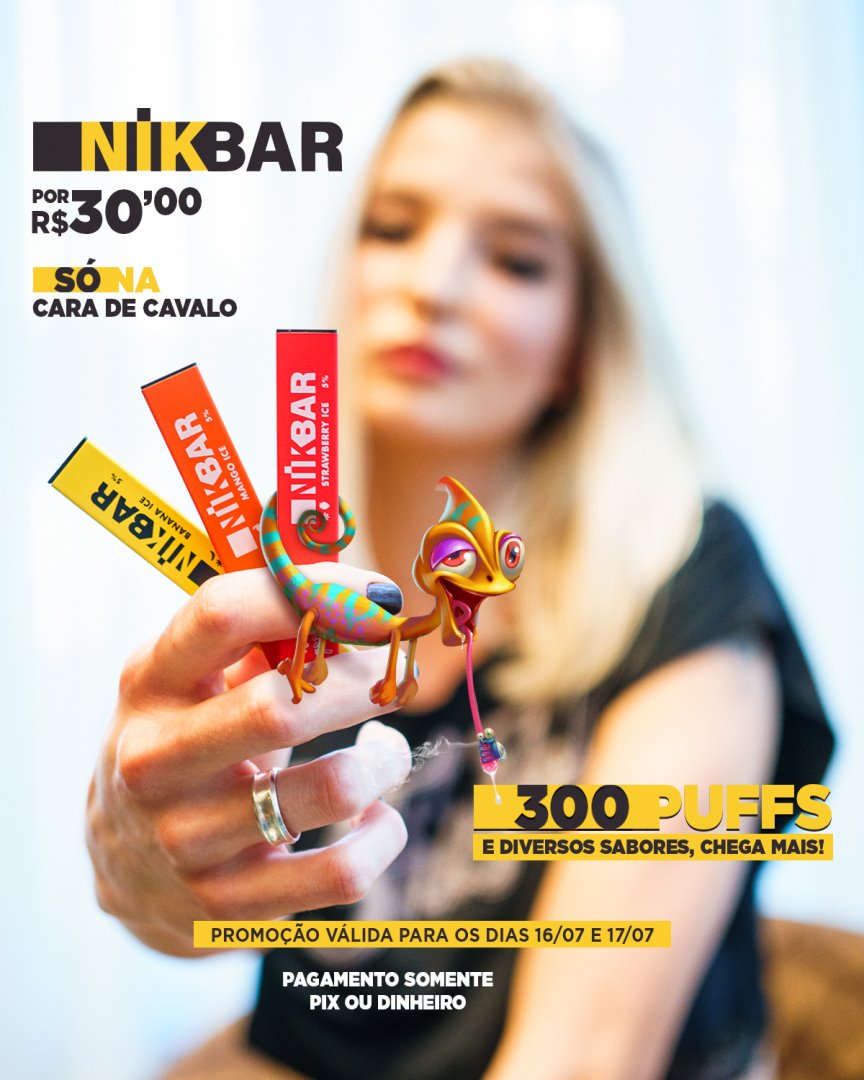 NIKBAR
POR
R$30'00
SÓ NA
CARA DE CAVALO
NIKBAR
BANANA ICE
5%
NIKBAR
MANGO ICE
5%
NIKBAR
STRAWBERRY ICE
5%
300 PUFFS
E DIVERSOS SABORES, CHEGA MAIS!
PROMOÇÃO VÁLIDA PARA OS DIAS 16/07 E 17/07
PAGAMENTO SOMENTE
PIX OU DINHEIRO